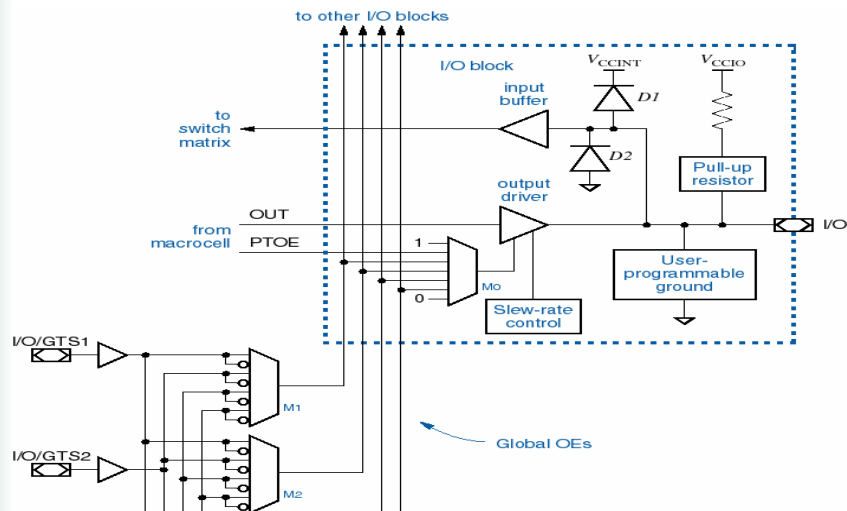 to other I/O blocks
I/O block
VCCINT
VCCIO
input
buffer
D1
to
switch
matrix
D2
Pull-up
resistor
output
driver
OUT
I/O
from
macrocell
PTOE
1
User-
programmable
ground
M0
0
Slew-rate
control
I/O/GTS1
M1
Global OEs
I/O/GTS2
M2